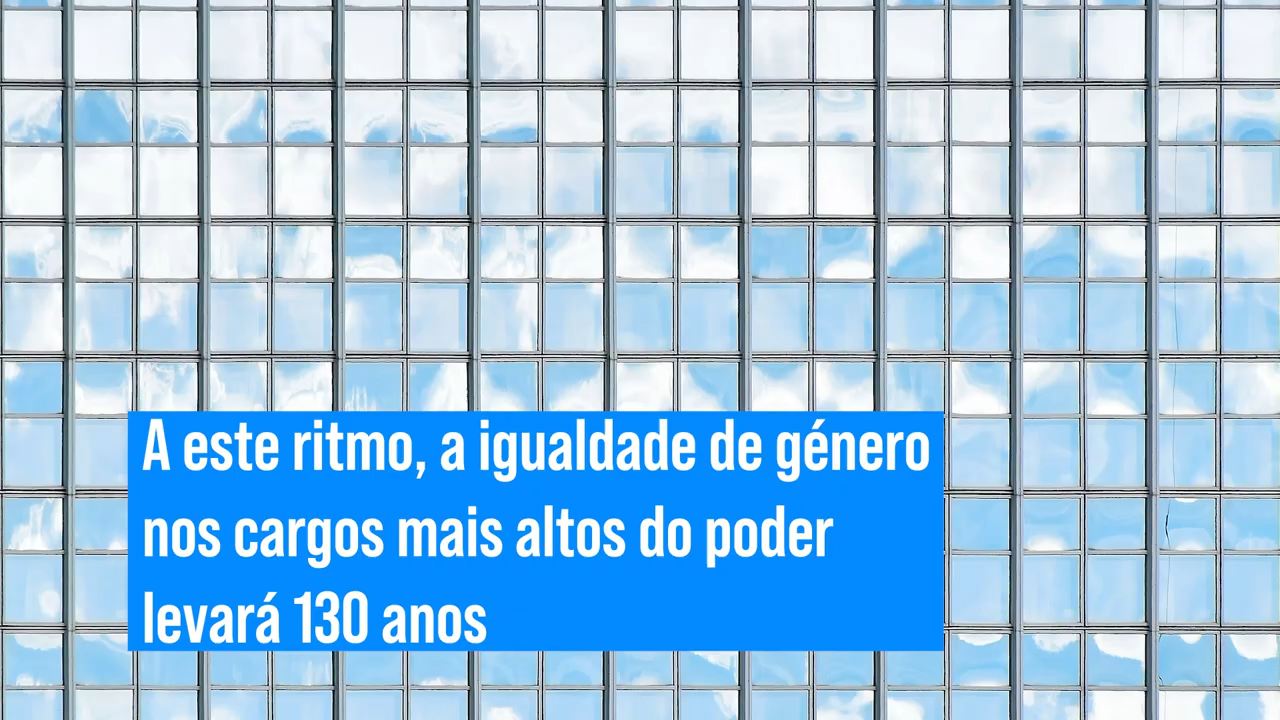 A este ritmo, a igualdade de género
nos cargos mais altos do poder
levará 130 anos